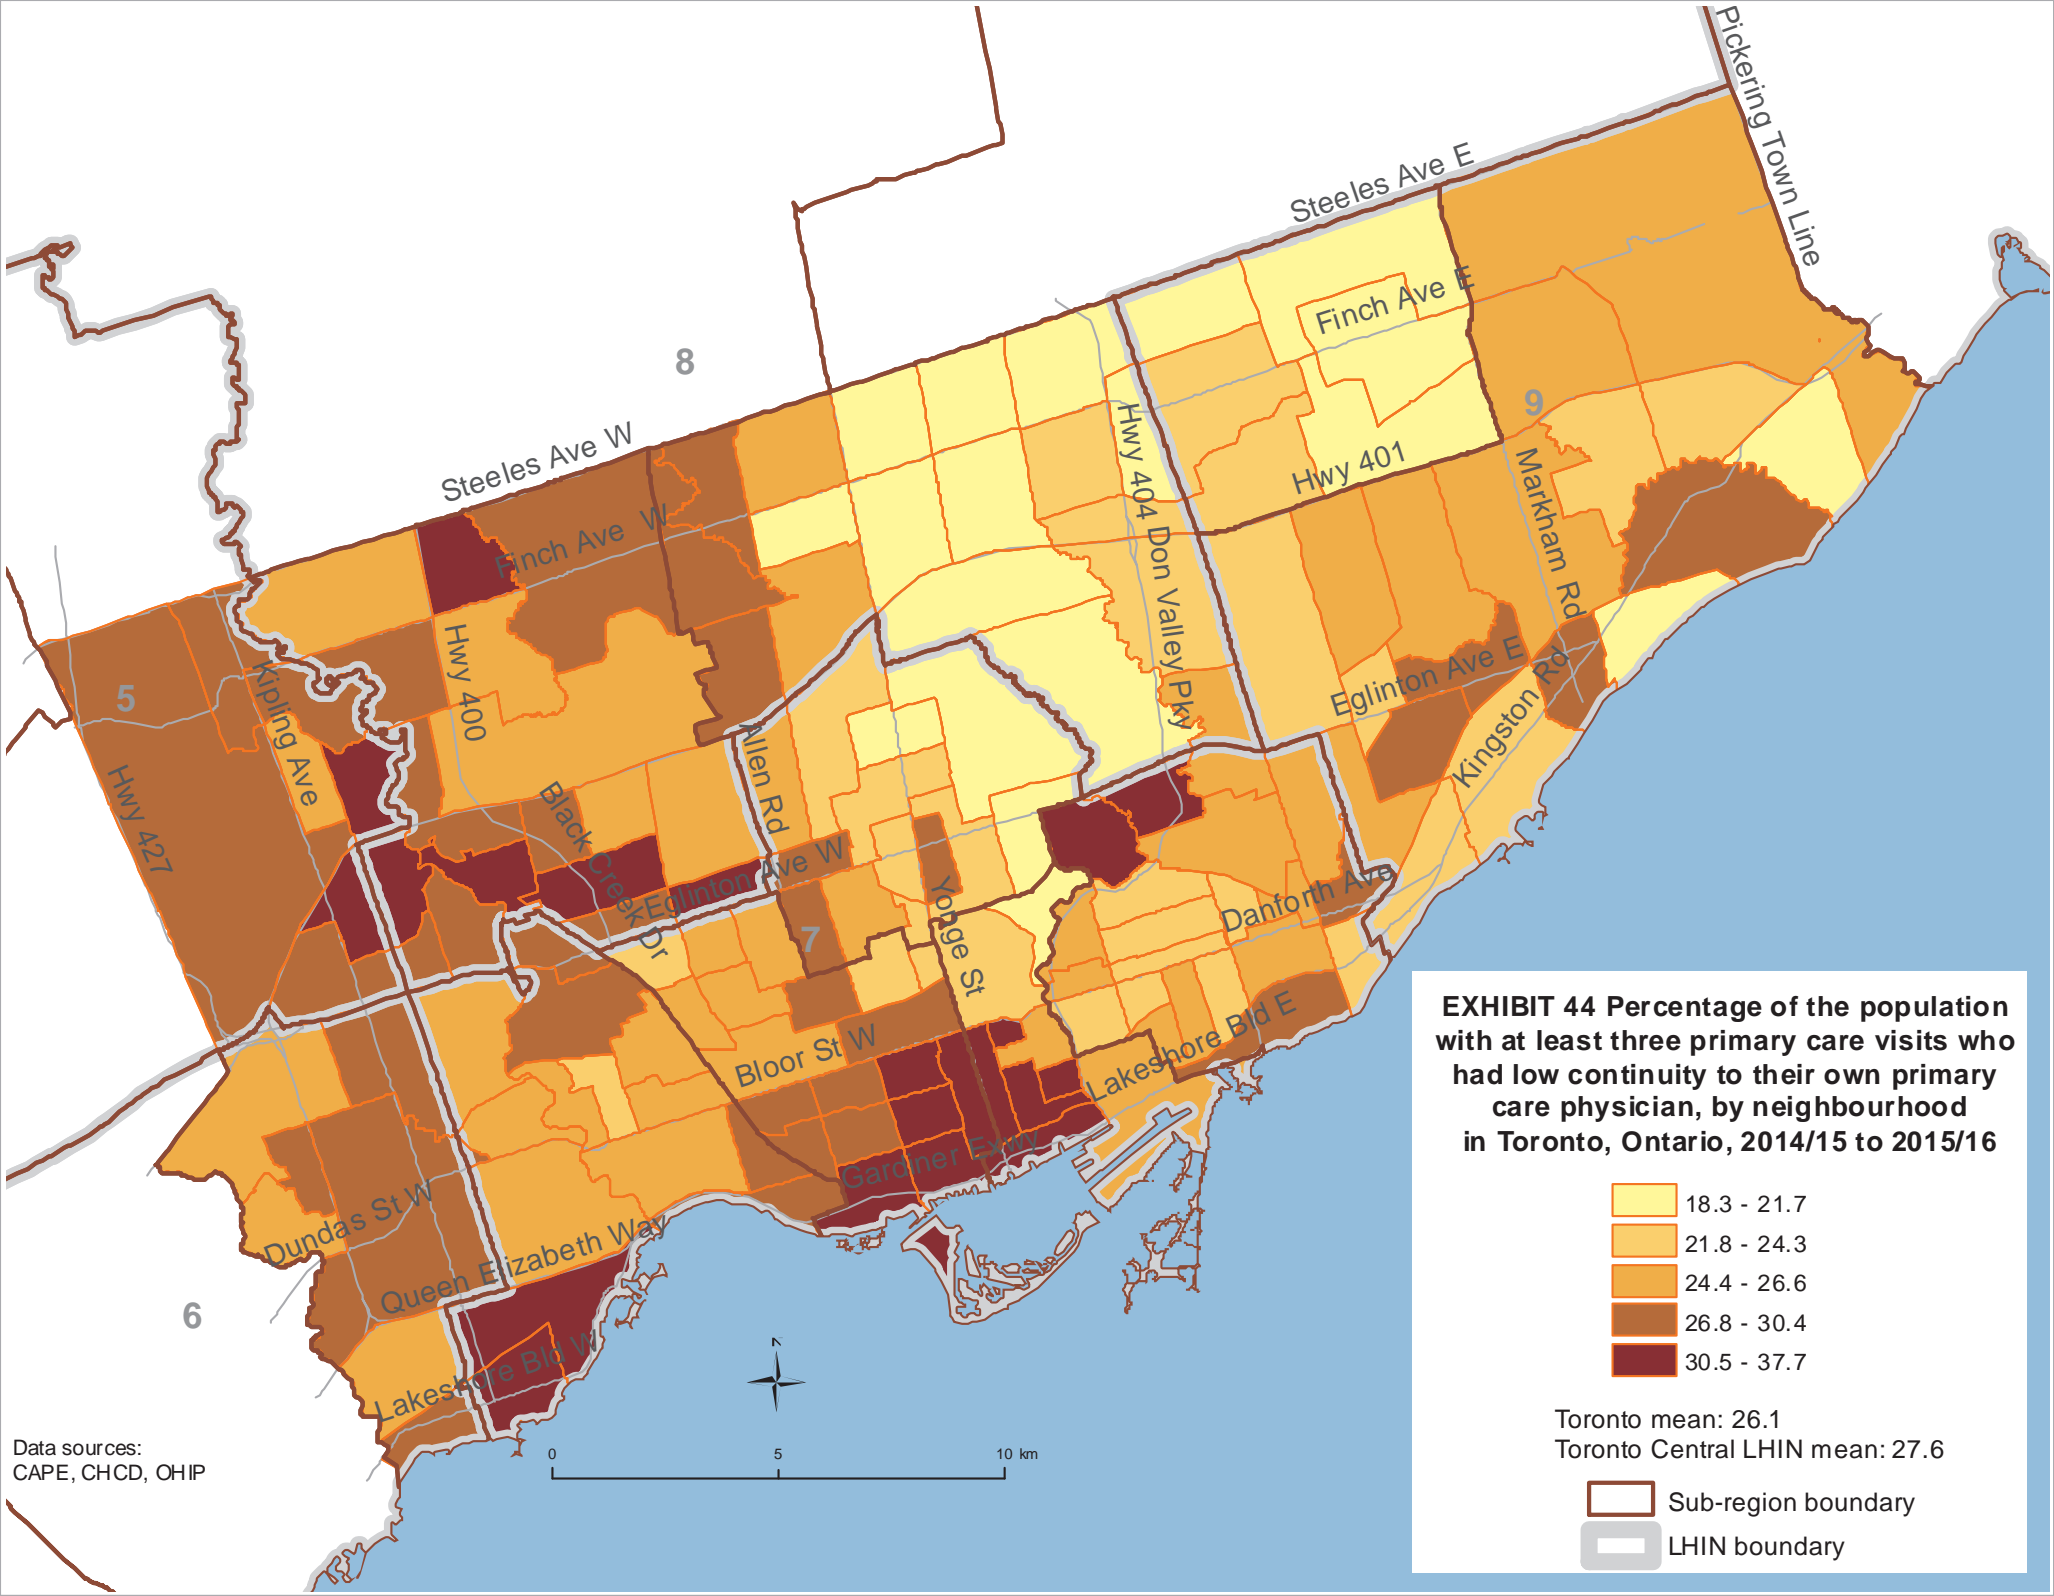 Pickering Town Line
Steeles Ave E
Finch Ave E
8
9
Steeles Ave W
Hwy 404
Hwy 401
Markham Rd
Finch Ave W
Don Valley Pky
5
Kipling Ave
Hwy 400
Eglinton Ave E
Kingston Rd
Hwy 427
Allen Rd
Black Creek Dr
Eglinton Ave W
Yonge St
Danforth Ave
7
Bloor St W
Lakeshore Bld E
Gardiner Exwy
Dundas St W
Queen Elizabeth Way
6
Lakeshore Bld W
N
0 5 10 km
Data sources:
CAPE, CHCD, OHIP
EXHIBIT 44 Percentage of the population
with at least three primary care visits who
had low continuity to their own primary
care physician, by neighbourhood
in Toronto, Ontario, 2014/15 to 2015/16
18.3 - 21.7
21.8 - 24.3
24.4 - 26.6
26.8 - 30.4
30.5 - 37.7
Toronto mean: 26.1
Toronto Central LHIN mean: 27.6
Sub-region boundary
LHIN boundary